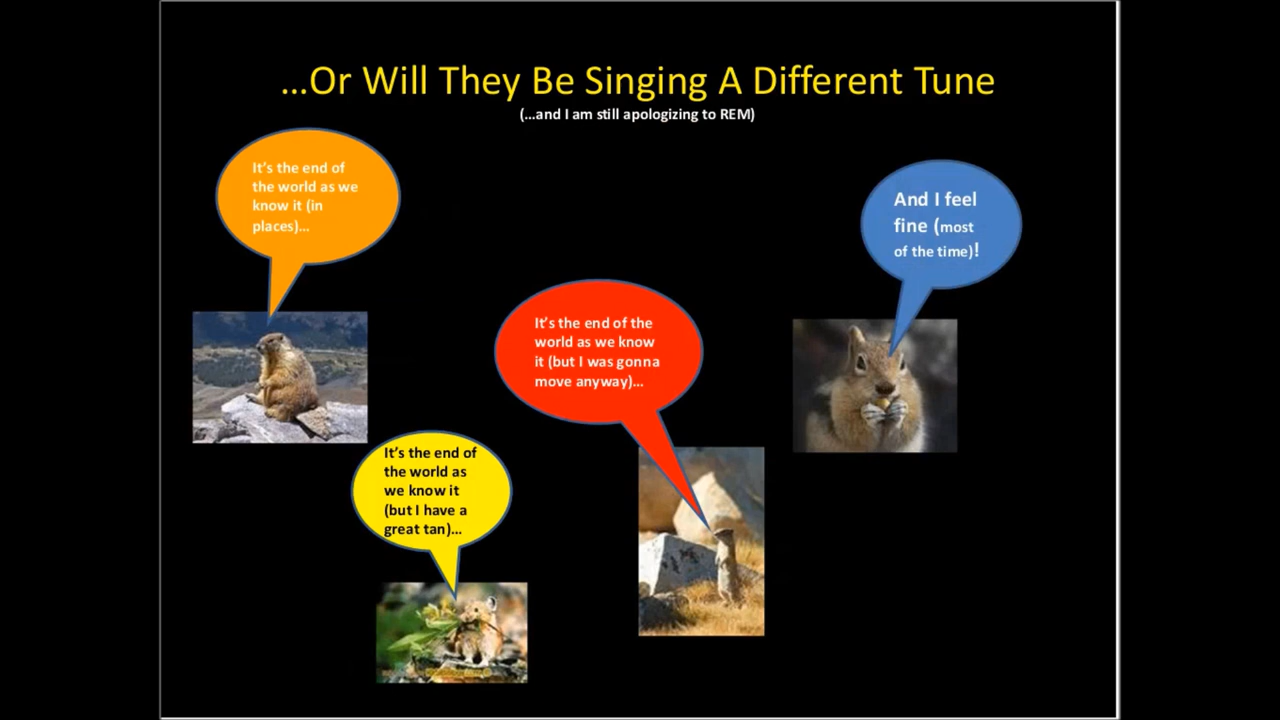 …Or Will They Be Singing A Different Tune
(…and I am still apologizing to REM)
It’s the end of
the world as we
know it (in
places)…
And I feel
fine (most
of the time)!
It’s the end of the
world as we know
it (but I was gonna
move anyway)…
It’s the end of
the world as
we know it
(but I have a
great tan)…